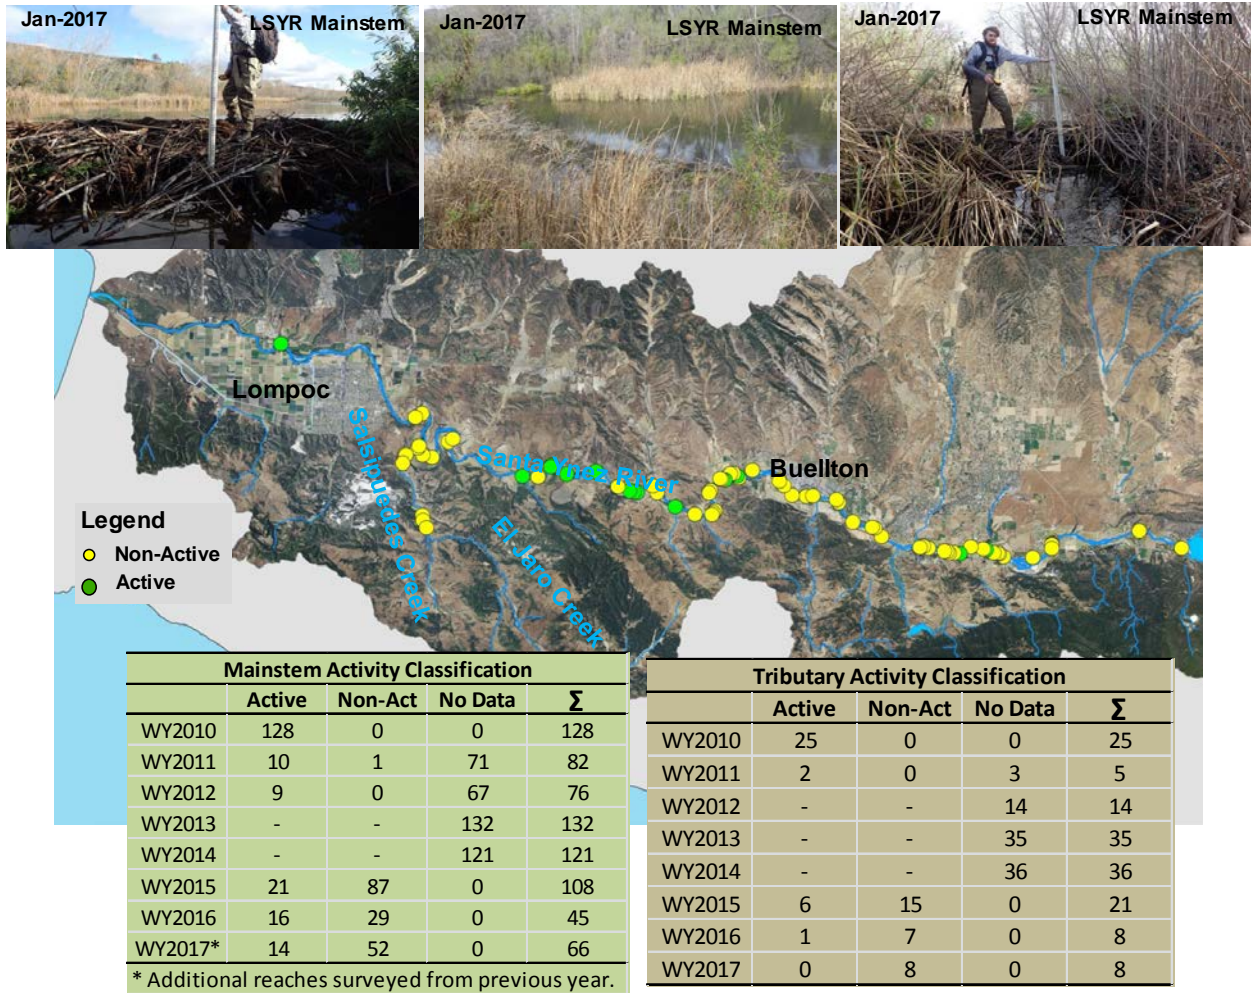 Jan-2017 LSYR Mainstem
Jan-2017 LSYR Mainstem
Jan-2017 LSYR Mainstem
Lompoc
Salsipuedes Creek
Santa Ynez River
El Jaro Creek
Buellton
Legend
Non-Active
Active
Mainstem Activity Classification
Active Non-Act No Data Σ
WY2010 128 0 0 128
WY2011 10 1 71 82
WY2012 9 0 67 76
WY2013 - - 132 132
WY2014 - - 121 121
WY2015 21 87 0 108
WY2016 16 29 0 45
WY2017* 14 52 0 66
* Additional reaches surveyed from previous year.
Tributary Activity Classification
Active Non-Act No Data Σ
WY2010 25 0 0 25
WY2011 2 0 3 5
WY2012 - - 14 14
WY2013 - - 35 35
WY2014 - - 36 36
WY2015 6 15 0 21
WY2016 1 7 0 8
WY2017 0 8 0 8